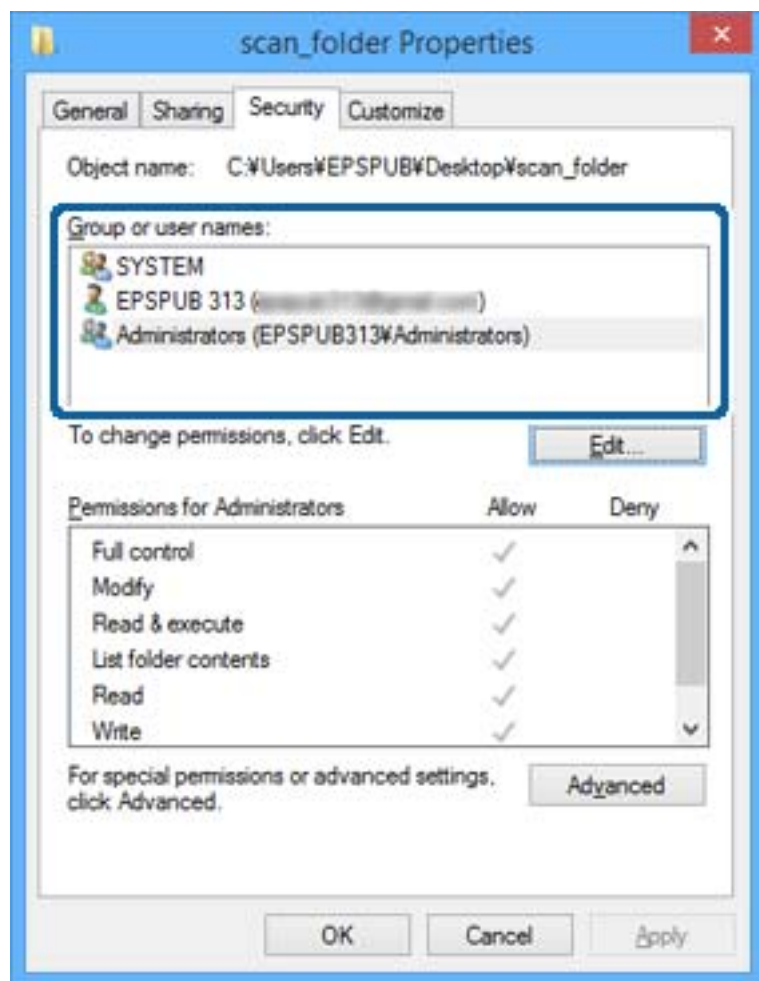 scan_folder Properties
General Sharing Security Customize
Object name: C:¥Users¥EPSPUB¥Desktop¥scan_folder
Group or user names:
SYSTEM
EPSPUB 313 ( )
Administrators (EPSPUB313¥Administrators)
To change permissions, click Edit.
Edit...
Permissions for Administrators Allow Deny
Full control
Modify
Read & execute
List folder contents
Read
Write
For special permissions or advanced settings,
click Advanced.
Advanced
OK Cancel Apply